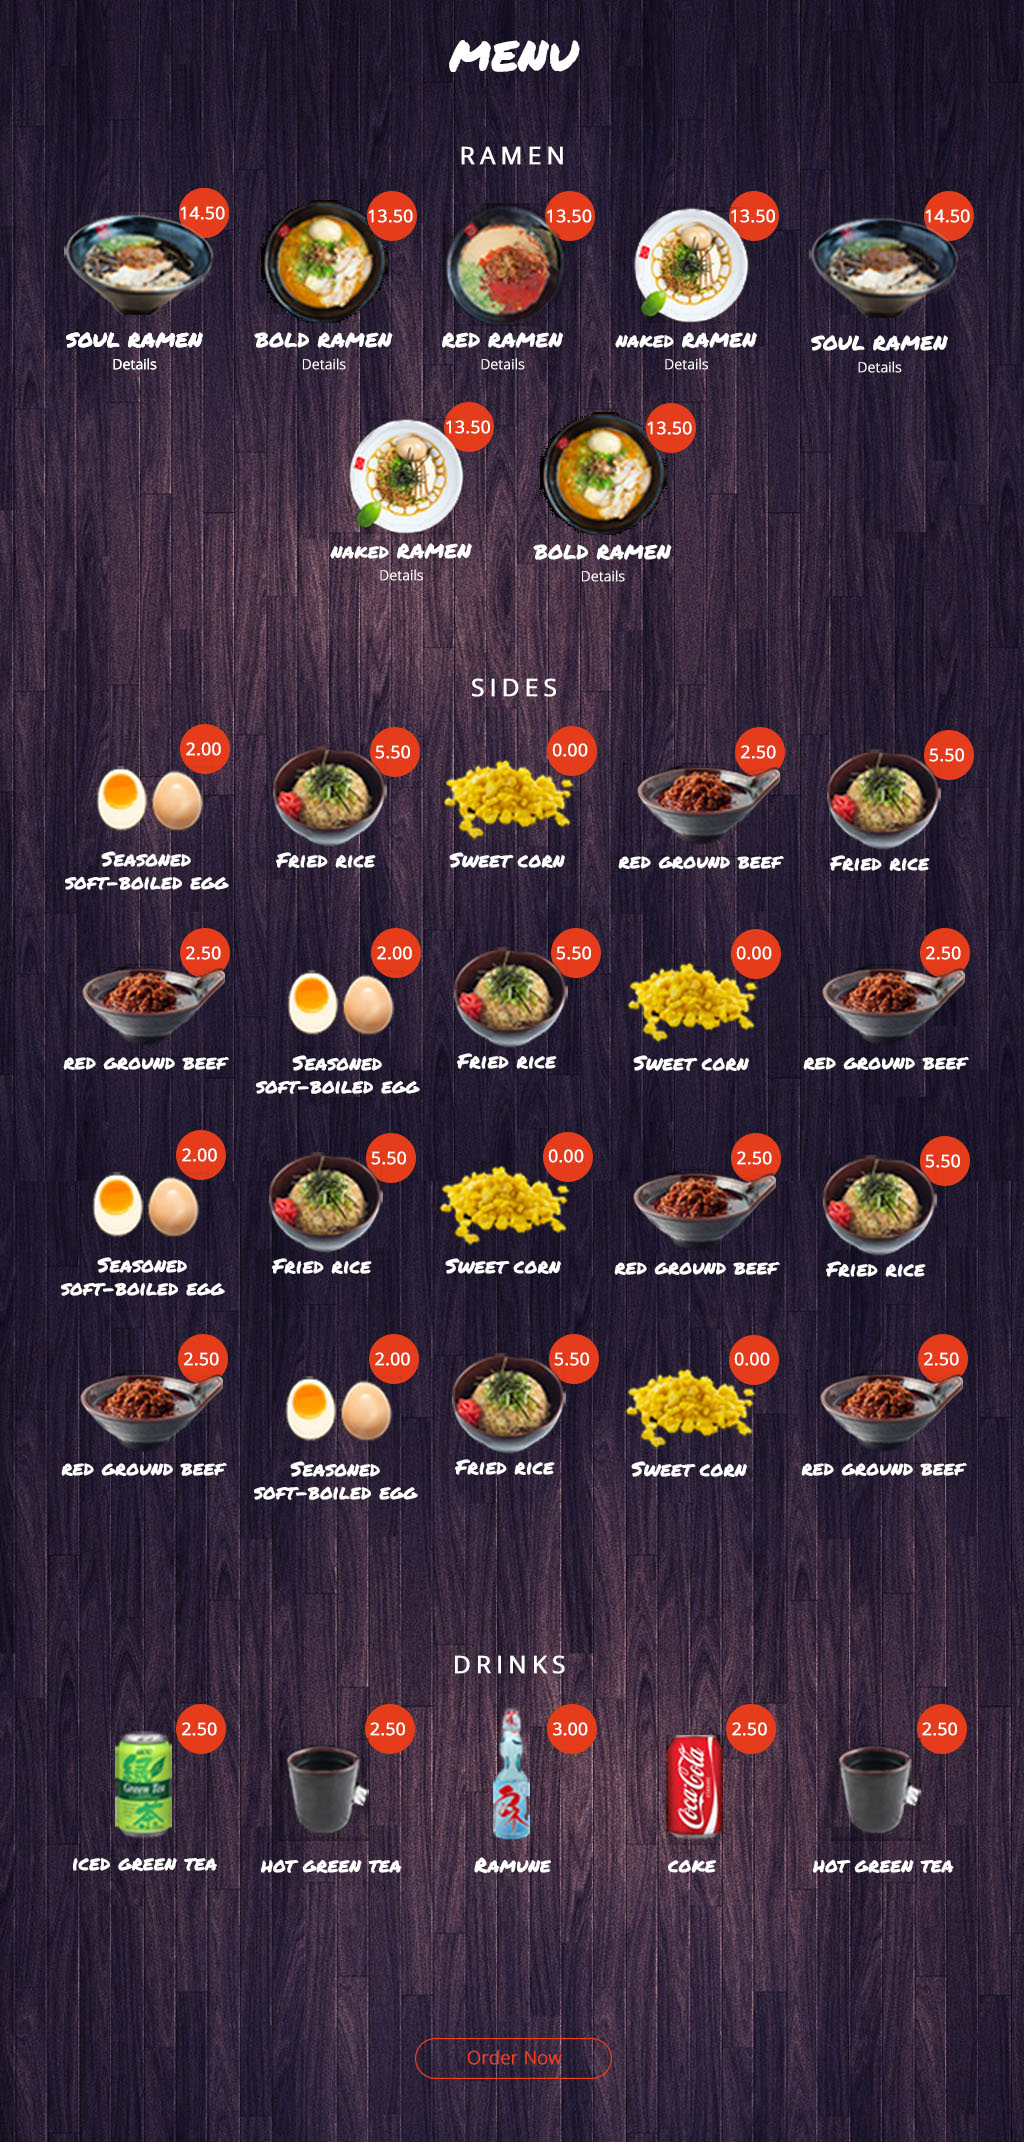 MENU
RAMEN
14.50
13.50
13.50
13.50
14.50
SOUL RAMEN
BOLD RAMEN
RED RAMEN
NAKED RAMEN
SOUL RAMEN
Details
Details
Details
Details
Details
13.50
13.50
NAKED RAMEN
BOLD RAMEN
Details
Details
SIDES
2.00
5.50
0.00
2.50
5.50
SEASONED
SOFT-BOILED EGG
FRIED RICE
SWEET CORN
RED GROUND BEEF
FRIED RICE
2.50
2.00
5.50
0.00
2.50
RED GROUND BEEF
SEASONED
SOFT-BOILED EGG
FRIED RICE
SWEET CORN
RED GROUND BEEF
2.00
5.50
0.00
2.50
5.50
SEASONED
SOFT-BOILED EGG
FRIED RICE
SWEET CORN
RED GROUND BEEF
FRIED RICE
2.50
2.00
5.50
0.00
2.50
RED GROUND BEEF
SEASONED
SOFT-BOILED EGG
FRIED RICE
SWEET CORN
RED GROUND BEEF
DRINKS
2.50
2.50
3.00
2.50
2.50
Green Tea
茶
Coca-Cola
ICED GREEN TEA
HOT GREEN TEA
RAMUNE
COKE
HOT GREEN TEA
Order Now